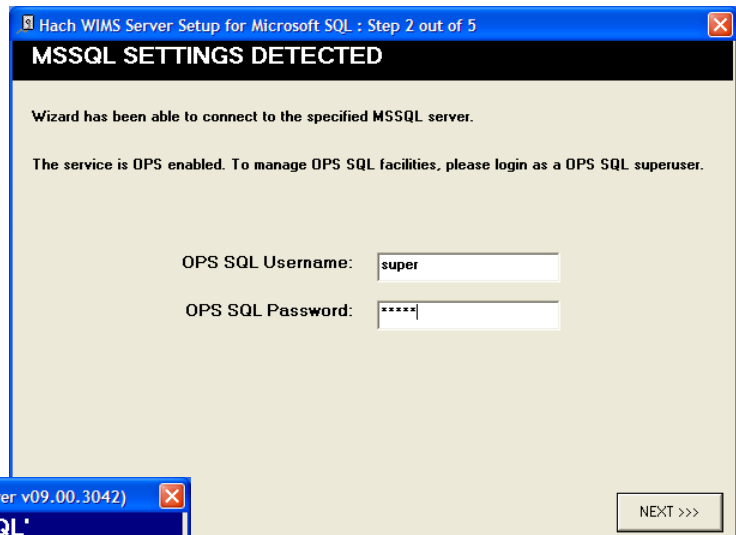 Hach WIMS Server Setup for Microsoft SQL : Step 2 out of 5
MSSQL SETTINGS DETECTED
Wizard has been able to connect to the specified MSSQL server.
The service is OPS enabled. To manage OPS SQL facilities, please login as a OPS SQL superuser.
OPS SQL Username:
super
OPS SQL Password:
*****
er v09.00.3042)
QL'
NEXT >>>